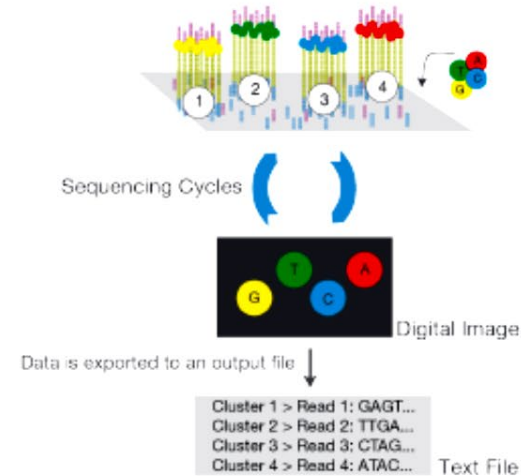 A
T
C
G
1
2
3
4
Sequencing Cycles
T
A
G
C
Digital Image
Data is exported to an output file
Cluster 1 > Read 1: GAGT...
Cluster 2 > Read 2: TTGA...
Cluster 3 > Read 3: CTAG...
Cluster 4 > Read 4: ATAC...
Text File